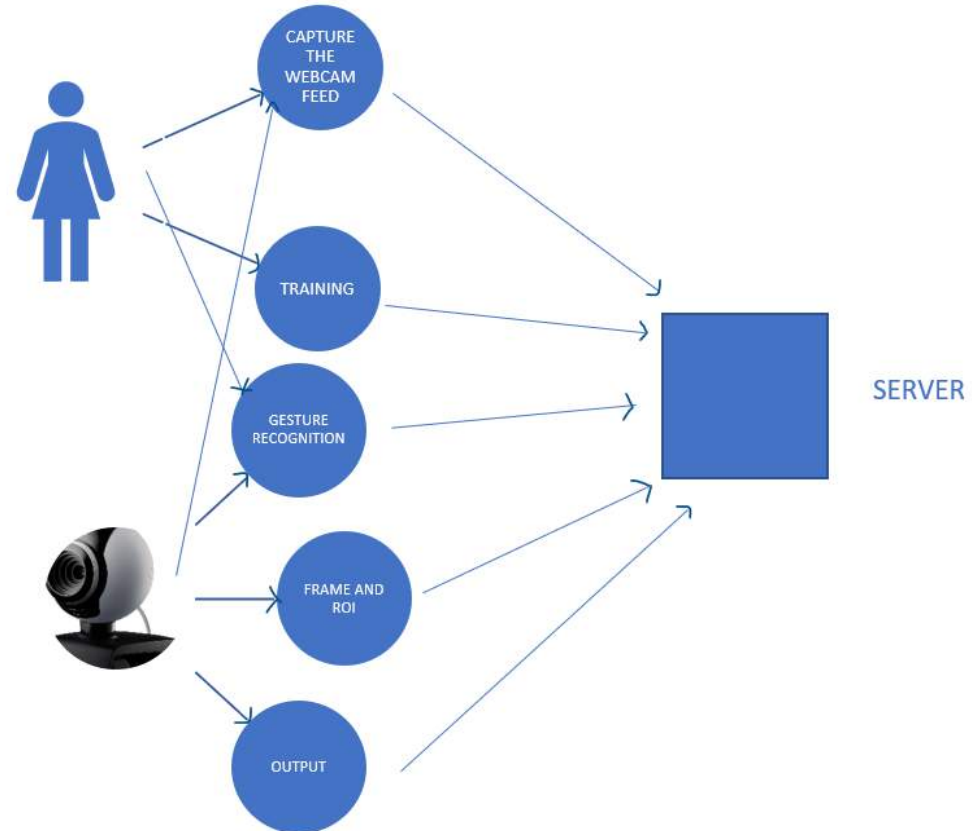 CAPTURE
THE
WEBCAM
FEED
TRAINING
GESTURE
RECOGNITION
SERVER
FRAME AND
ROI
OUTPUT